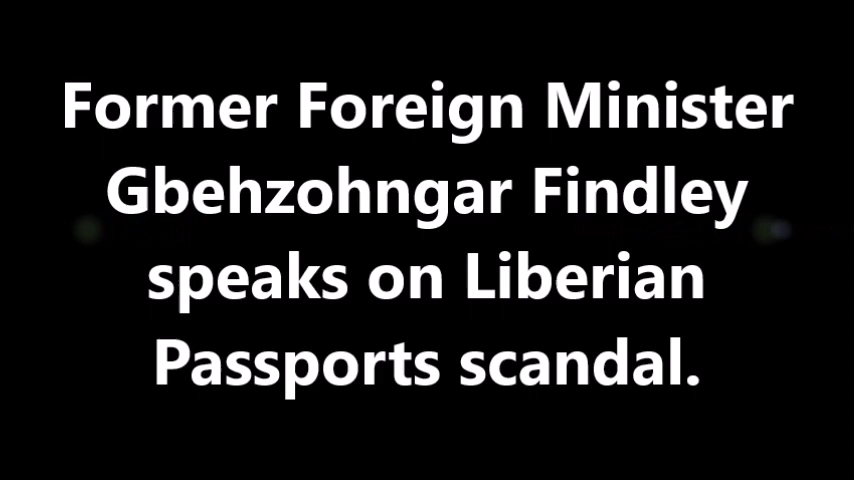 Former Foreign Minister
Gbehzohngar Findley
speaks on Liberian
Passports scandal.